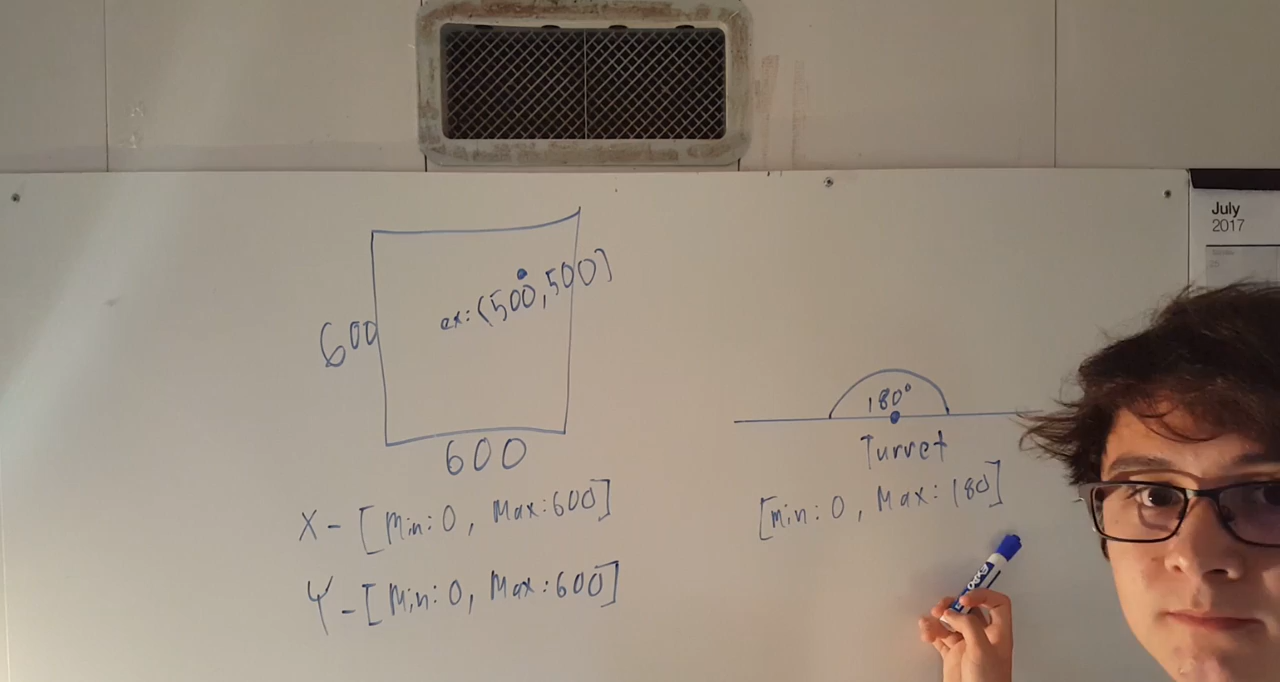 ex: (500,500]
600
600
X - [Min: 0, Max: 600]
Y - [Min: 0, Max: 600]
180°
Turret
[Min: 0, Max: 180]
July
2017
EXPO